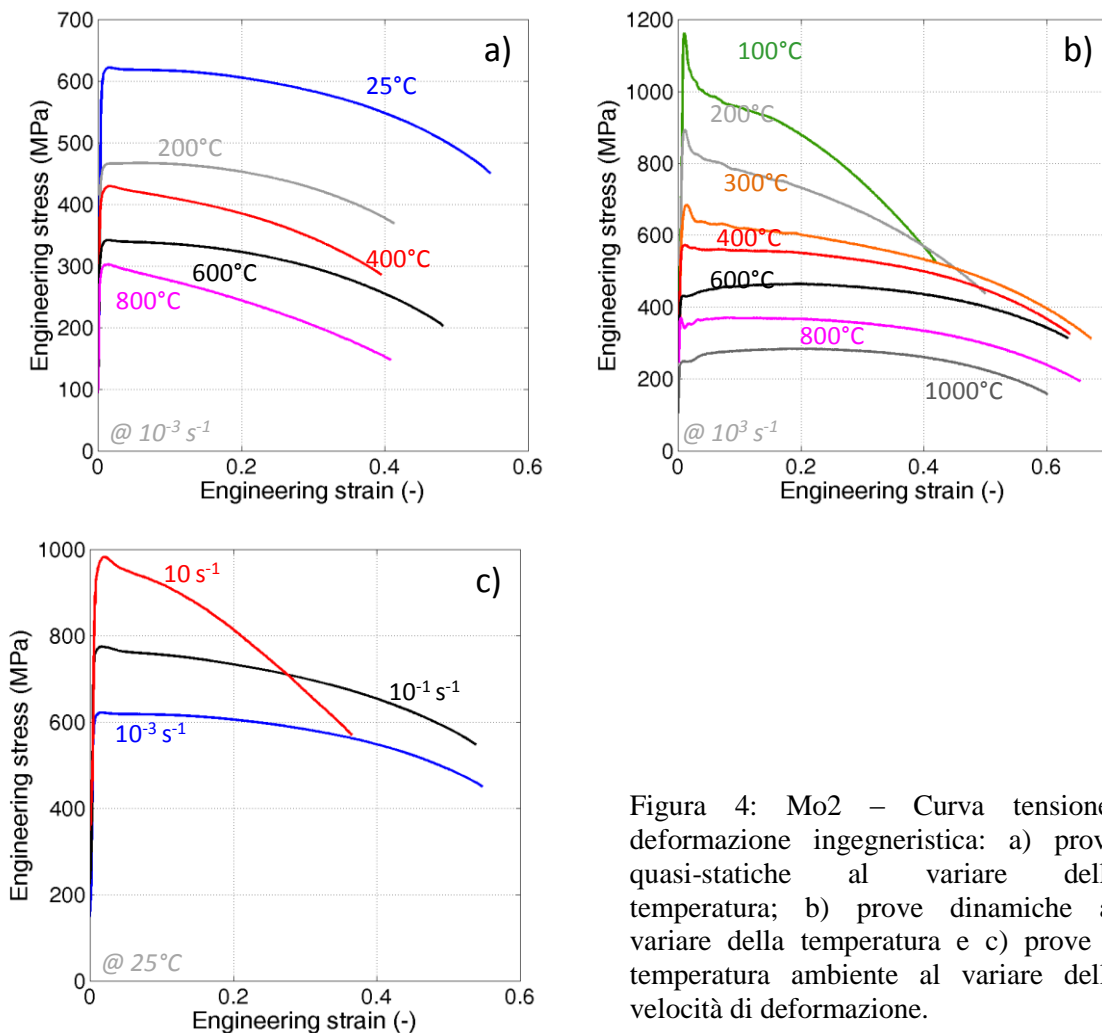 a)
700
600
500
400
300
200
100
0
0
0.2
0.4
0.6
Engineering stress (MPa)
Engineering strain (-)
25°C
200°C
400°C
600°C
800°C
@ 10⁻³ s⁻¹
b)
1200
1000
800
600
400
200
0
0
0.2
0.4
0.6
Engineering stress (MPa)
Engineering strain (-)
100°C
200°C
300°C
400°C
600°C
800°C
1000°C
@ 10³ s⁻¹
c)
1000
800
600
400
200
0
0
0.2
0.4
0.6
Engineering stress (MPa)
Engineering strain (-)
10 s⁻¹
10⁻¹ s⁻¹
10⁻³ s⁻¹
@ 25°C
Figura 4: Mo2 – Curva tensione
deformazione ingegneristica: a) prov
quasi-statiche al variare dell
temperatura; b) prove dinamiche a
variare della temperatura e c) prove
temperatura ambiente al variare dell
velocità di deformazione.